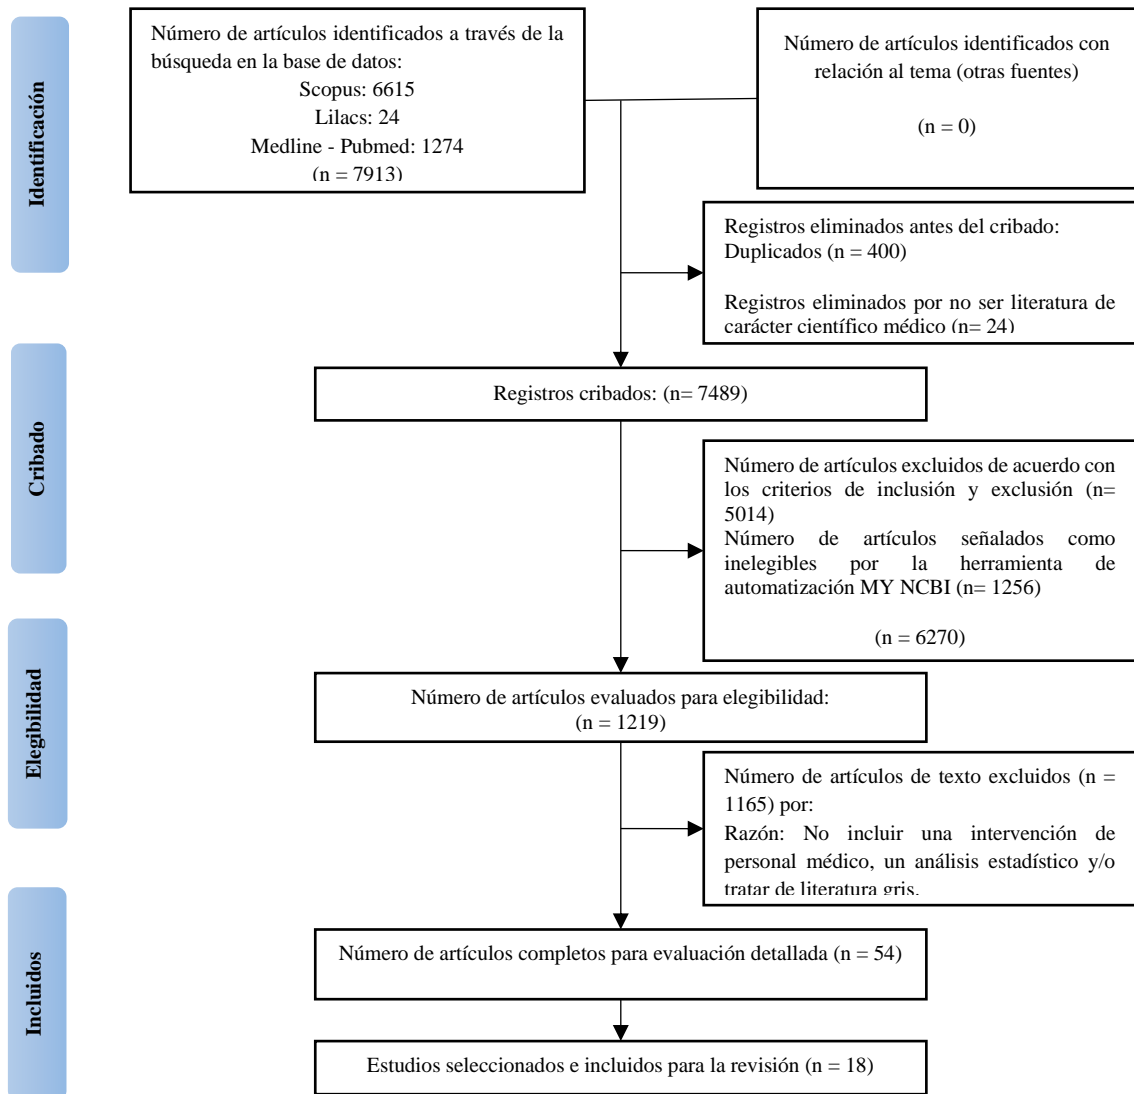 Identificación
Número de artículos identificados a través de la
búsqueda en la base de datos:
Scopus: 6615
Lilacs: 24
Medline - Pubmed: 1274
(n = 7913)
Número de artículos identificados con
relación al tema (otras fuentes)
(n = 0)
Registros eliminados antes del cribado:
Duplicados (n = 400)
Registros eliminados por no ser literatura de
carácter científico médico (n= 24)
Cribado
Registros cribados: (n= 7489)
Número de artículos excluidos de acuerdo con
los criterios de inclusión y exclusión (n=
5014)
Número de artículos señalados como
inelegibles por la herramienta de
automatización MY NCBI (n= 1256)
(n = 6270)
Elegibilidad
Número de artículos evaluados para elegibilidad:
(n = 1219)
Número de artículos de texto excluidos (n =
1165) por:
Razón: No incluir una intervención de
personal médico, un análisis estadístico y/o
tratar de literatura gris.
Incluidos
Número de artículos completos para evaluación detallada (n = 54)
Estudios seleccionados e incluidos para la revisión (n = 18)